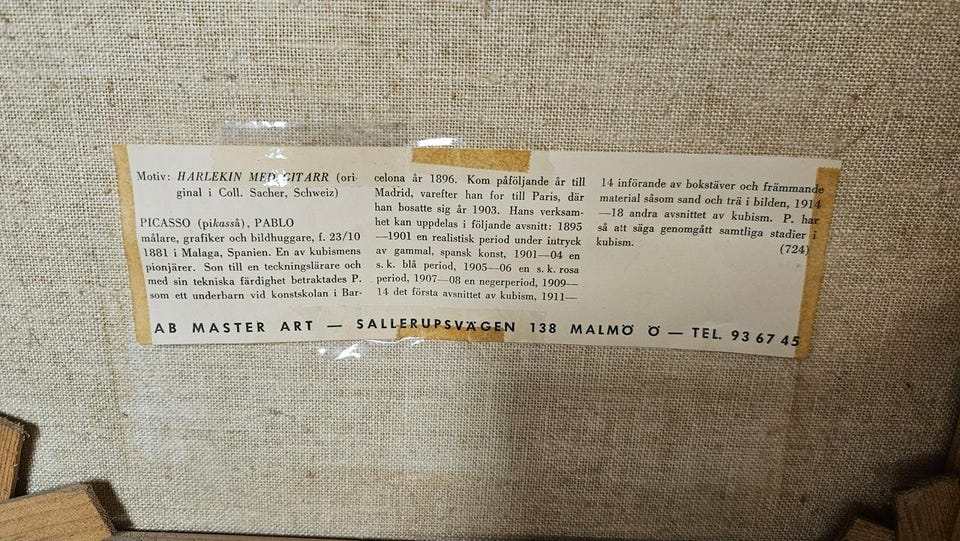 Motiv: HARLEKIN MED GITARR (ori-
ginal i Coll. Sacher, Schweiz)
PICASSO (pikasså), PABLO
målare, grafiker och bildhuggare, f. 23/10
1881 i Malaga, Spanien. En av kubismens
pionjärer. Son till en teckningslärare och
med sin tekniska färdighet betraktades P.
som ett underbarn vid konstskolan i Bar-
celona år 1896. Kom påföljande år till
Madrid, varefter han for till Paris, där
han bosatte sig år 1903. Hans verksam-
het kan uppdelas i följande avsnitt: 1895
—1901 en realistisk period under intryck
av gammal, spansk konst, 1901—04 en
s. k. blå period, 1905—06 en s. k. rosa
period, 1907—08 en negerperiod, 1909—
14 det första avsnittet av kubism, 1911—
14 införande av bokstäver och främmande
material såsom sand och trä i bilden, 1914
—18 andra avsnittet av kubism. P. har
så att säga genomgått samtliga stadier i
kubism.
(724)
AB MASTER ART — SALLERUPSVÄGEN 138 MALMÖ Ö — TEL. 93 67 45